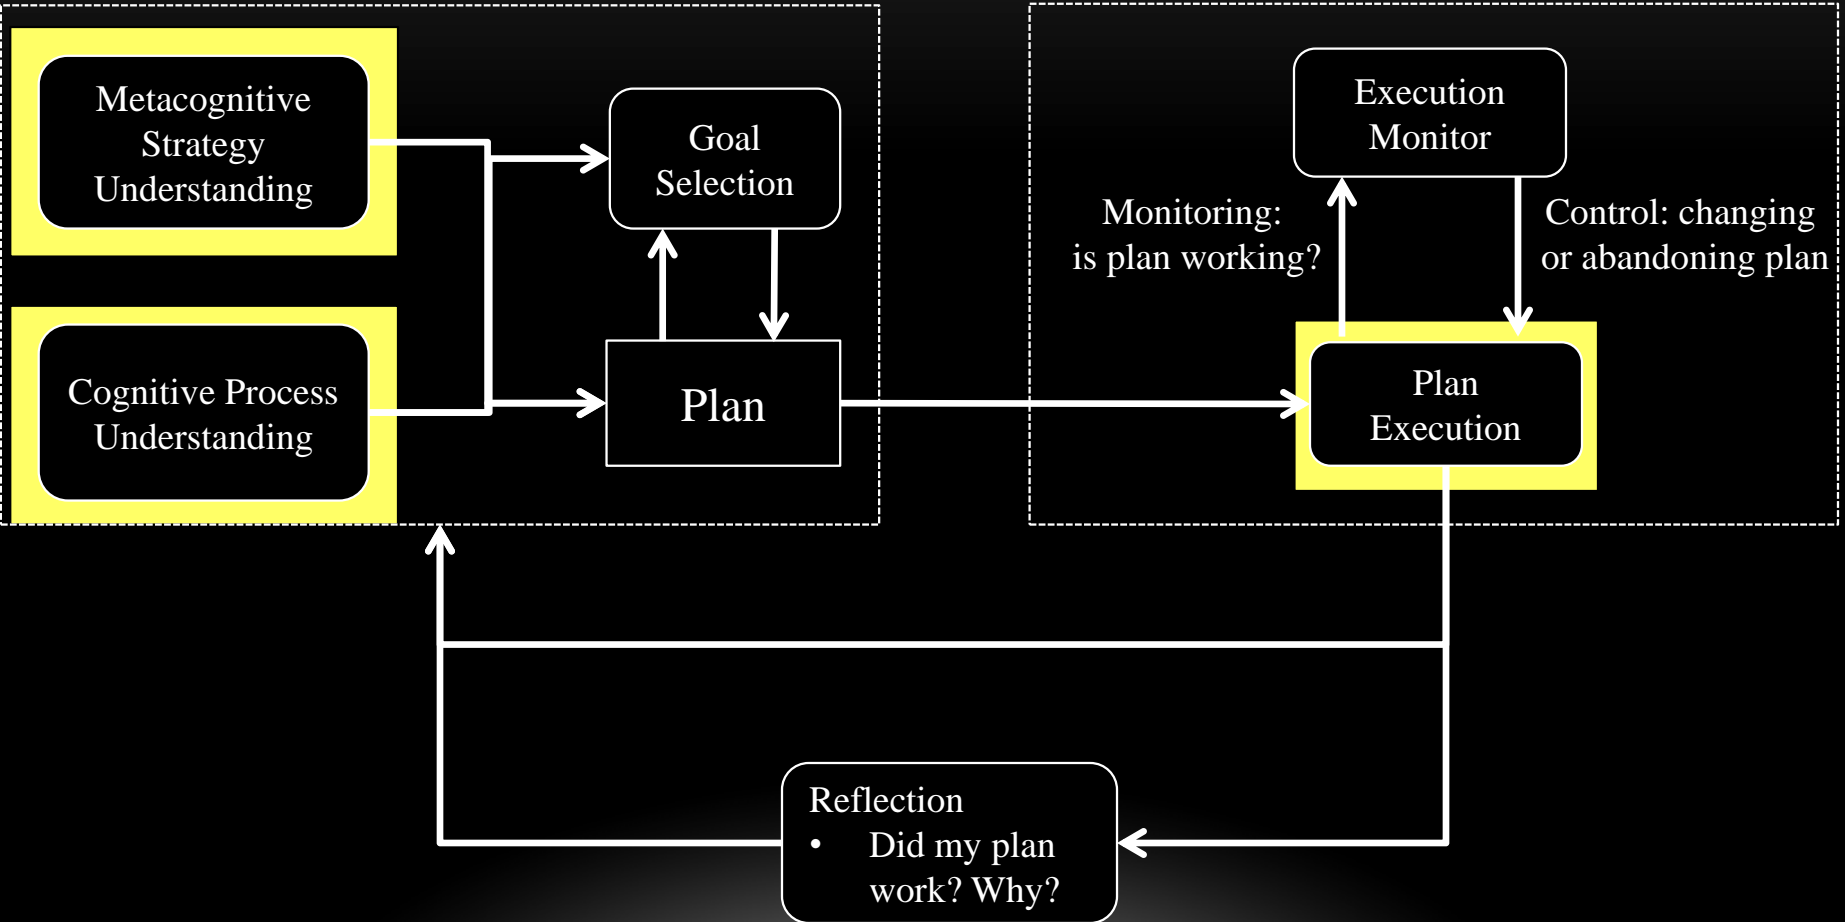 Metacognitive
Strategy
Understanding
Goal
Selection
Cognitive Process
Understanding
Plan
Execution
Monitor
Monitoring:
is plan working?
Control: changing
or abandoning plan
Plan
Execution
Reflection
• Did my plan
work? Why?